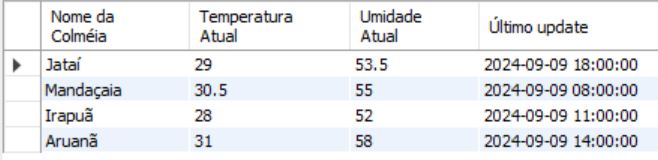 Nome da Colméia Temperatura Atual Umidade Atual Último update
Jataí 29 53.5 2024-09-09 18:00:00
Mandaçaia 30.5 55 2024-09-09 08:00:00
Irapuã 28 52 2024-09-09 11:00:00
Aruanã 31 58 2024-09-09 14:00:00